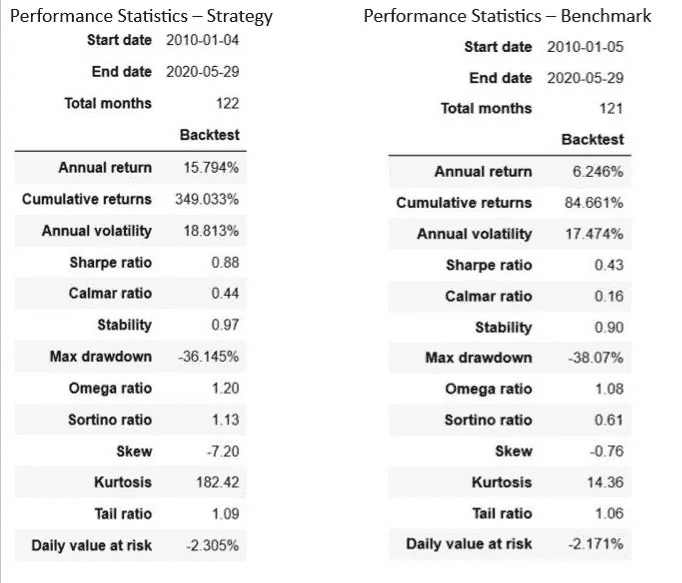 Performance Statistics – Strategy
Start date 2010-01-04
End date 2020-05-29
Total months 122
Backtest
Annual return 15.794%
Cumulative returns 349.033%
Annual volatility 18.813%
Sharpe ratio 0.88
Calmar ratio 0.44
Stability 0.97
Max drawdown -36.145%
Omega ratio 1.20
Sortino ratio 1.13
Skew -7.20
Kurtosis 182.42
Tail ratio 1.09
Daily value at risk -2.305%
Performance Statistics – Benchmark
Start date 2010-01-05
End date 2020-05-29
Total months 121
Backtest
Annual return 6.246%
Cumulative returns 84.661%
Annual volatility 17.474%
Sharpe ratio 0.43
Calmar ratio 0.16
Stability 0.90
Max drawdown -38.07%
Omega ratio 1.08
Sortino ratio 0.61
Skew -0.76
Kurtosis 14.36
Tail ratio 1.06
Daily value at risk -2.171%